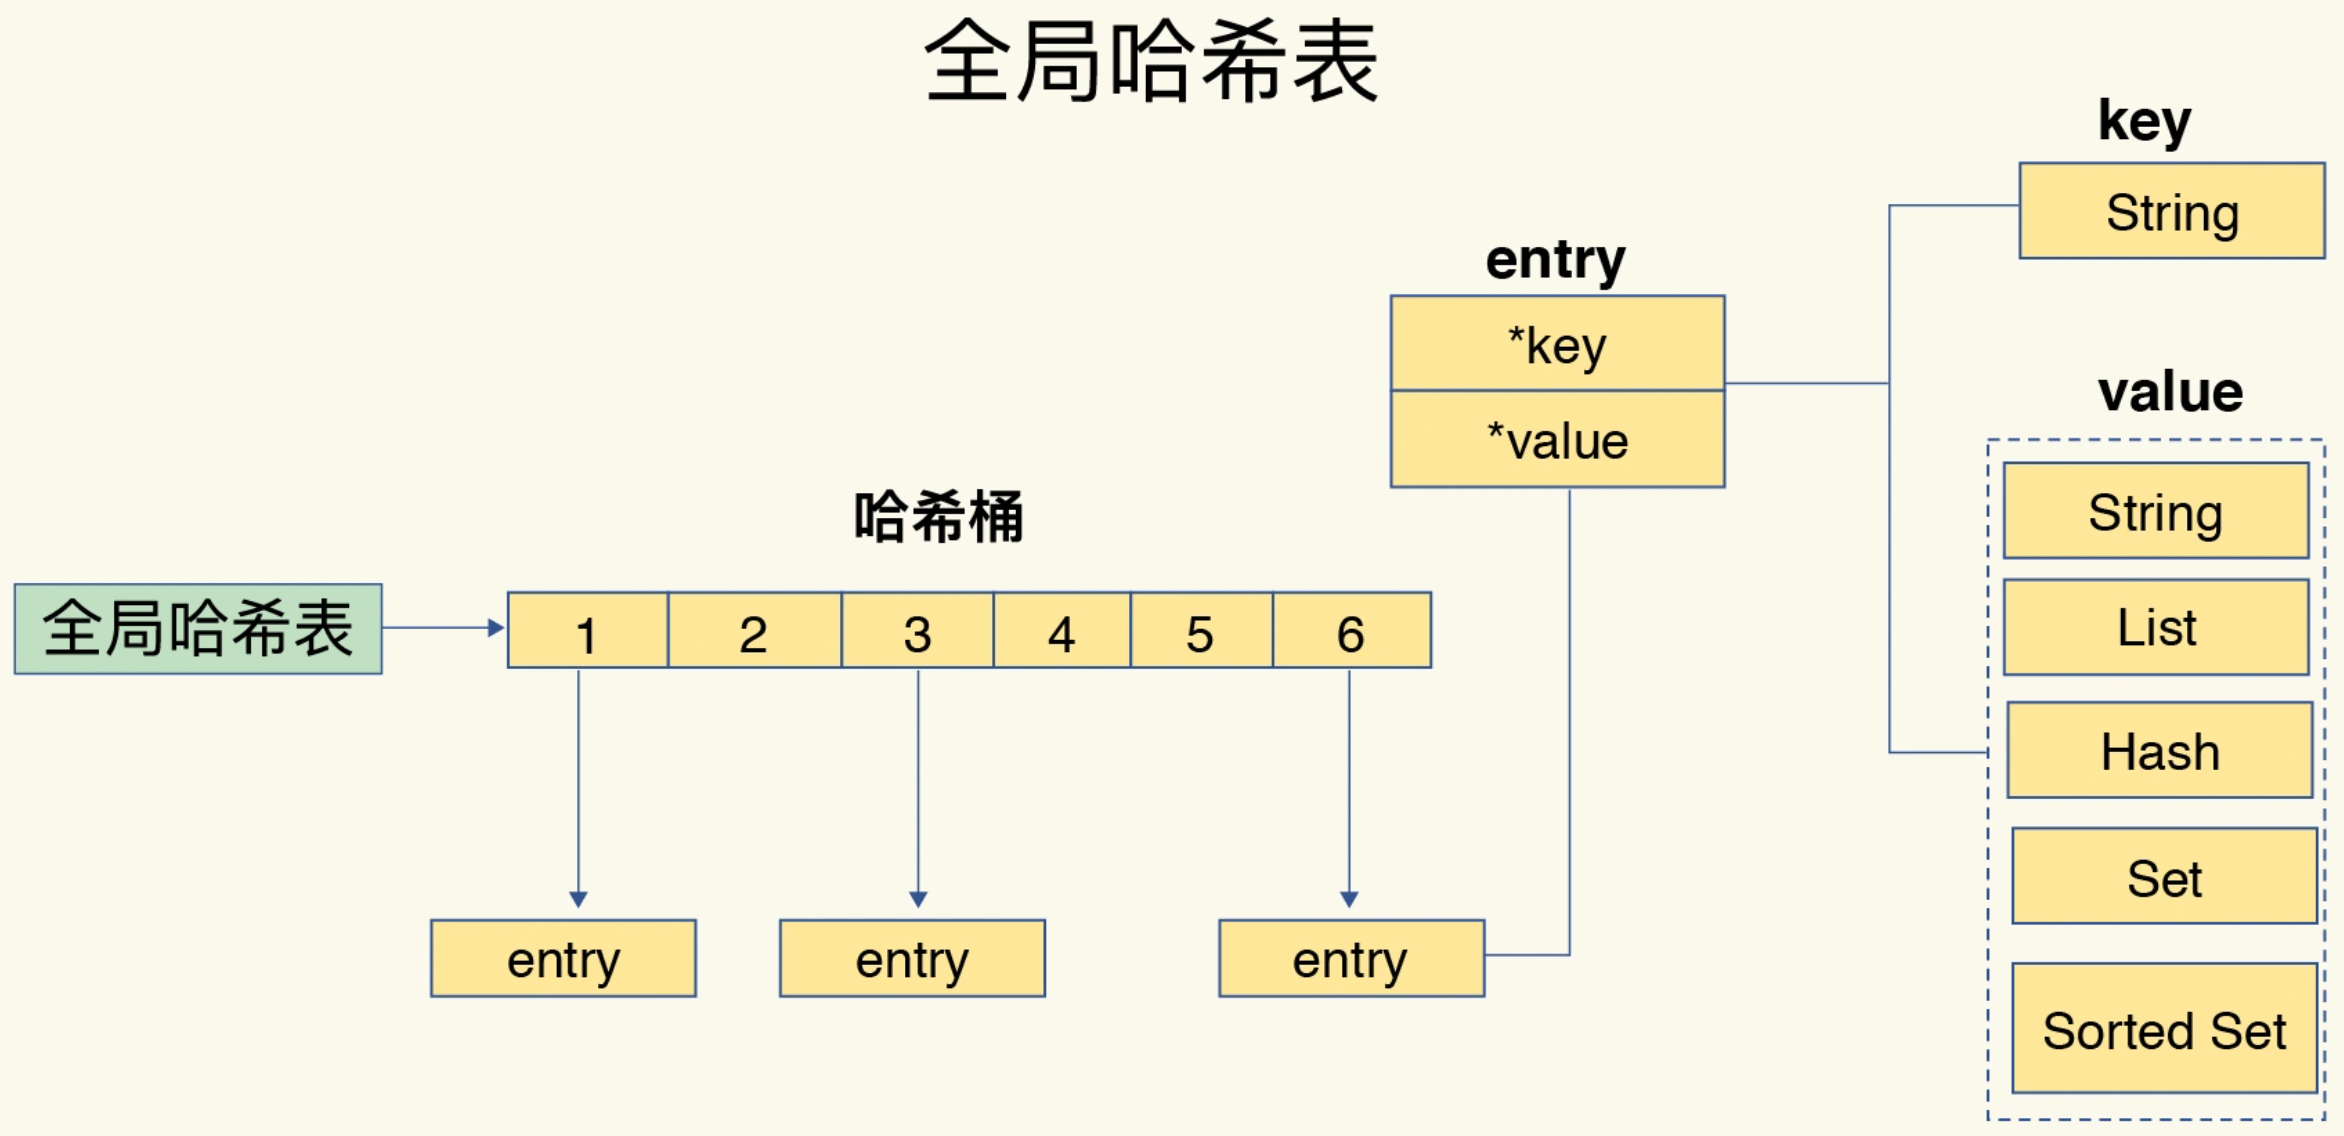 全局哈希表
key
String
entry
*key
*value
value
String
List
Hash
Set
Sorted Set
哈希桶
全局哈希表
1 2 3 4 5 6
entry entry entry